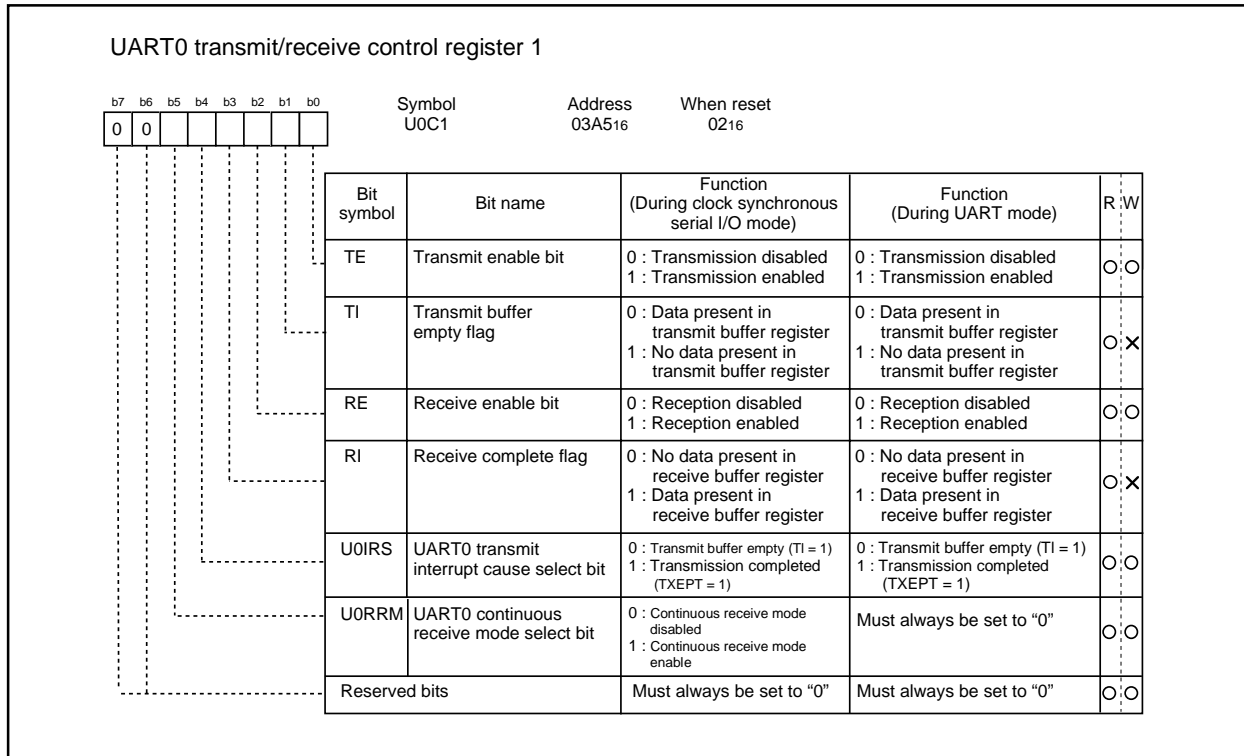 UART0 transmit/receive control register 1
b7 b6 b5 b4 b3 b2 b1 b0
Symbol Address When reset
U0C1 03A516 0216
0 0
Bit symbol
Bit name
Function
(During clock synchronous
serial I/O mode)
Function
(During UART mode)
R W
TE
Transmit enable bit
0 : Transmission disabled
1 : Transmission enabled
0 : Transmission disabled
1 : Transmission enabled
TI
Transmit buffer
empty flag
0 : Data present in
transmit buffer register
1 : No data present in
transmit buffer register
0 : Data present in
transmit buffer register
1 : No data present in
transmit buffer register
RE
Receive enable bit
0 : Reception disabled
1 : Reception enabled
0 : Reception disabled
1 : Reception enabled
RI
Receive complete flag
0 : No data present in
receive buffer register
1 : Data present in
receive buffer register
0 : No data present in
receive buffer register
1 : Data present in
receive buffer register
U0IRS
UART0 transmit
interrupt cause select bit
0 : Transmit buffer empty (TI = 1)
1 : Transmission completed
(TXEPT = 1)
0 : Transmit buffer empty (TI = 1)
1 : Transmission completed
(TXEPT = 1)
U0RRM
UART0 continuous
receive mode select bit
0 : Continuous receive mode
disabled
1 : Continuous receive mode
enable
Must always be set to “0”
Reserved bits
Must always be set to “0”
Must always be set to “0”